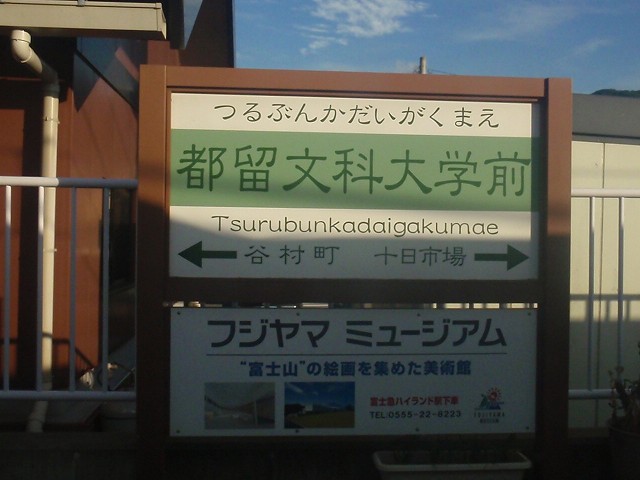 つるぶんかだいがくまえ
都留文科大学前
Tsurubunkadaigakumae
谷村町 十日市場
フジヤマ ミュージアム
"富士山"の絵画を集めた美術館
富士急ハイランド駅下車
TEL:0555-22-8223
FUJIYAMA
MUSEUM